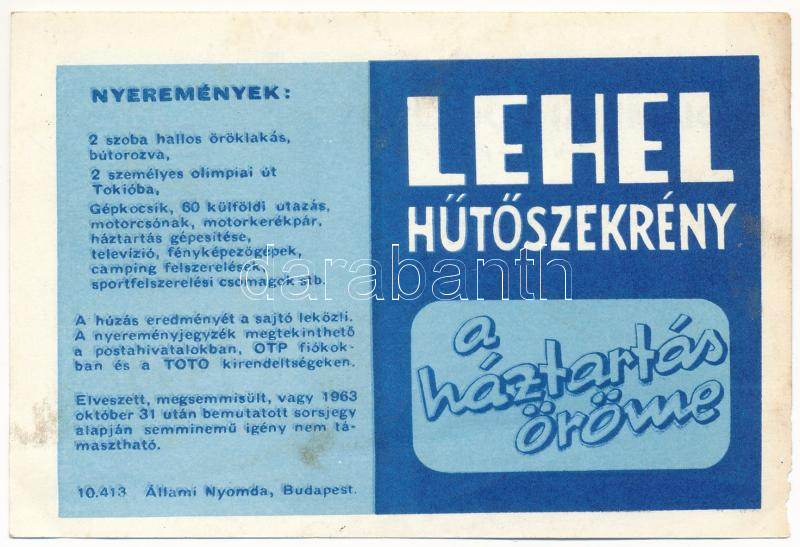 NYEREMÉNYEK:
2 szoba hallos öröklakás,
bútorozva,
2 személyes olimpiai út
Tokióba,
Gépkocsik, 60 külföldi utazás,
motorcsónak, motorkerékpár,
háztartás gépesítése,
televízió, fényképezőgépek,
camping felszerelések,
sportfelszerelési csomagok stb.
A húzás eredményét a sajtó leközli.
A nyereményjegyzék megtekinthető
a postahivatalokban, OTP fiókok-
ban és a TOTO kirendeltségeken.
Elveszett, megsemmisült, vagy 1963
október 31 után bemutatott sorsjegy
alapján semminemű igény nem tá-
masztható.
10.413 Állami Nyomda, Budapest.
LEHEL
HŰTŐSZEKRÉNY
a
háztartás
öröme
darabanth